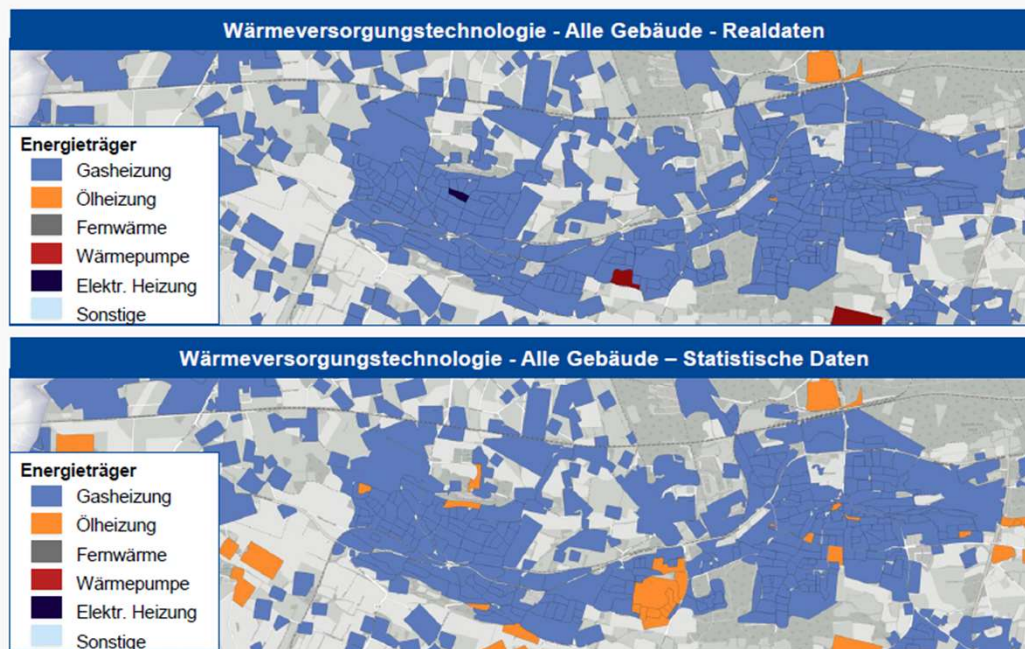 Wärmeversorgungstechnologie - Alle Gebäude - Realdaten
Energieträger
Gasheizung
Ölheizung
Fernwärme
Wärmepumpe
Elektr. Heizung
Sonstige
Wärmeversorgungstechnologie - Alle Gebäude – Statistische Daten
Energieträger
Gasheizung
Ölheizung
Fernwärme
Wärmepumpe
Elektr. Heizung
Sonstige